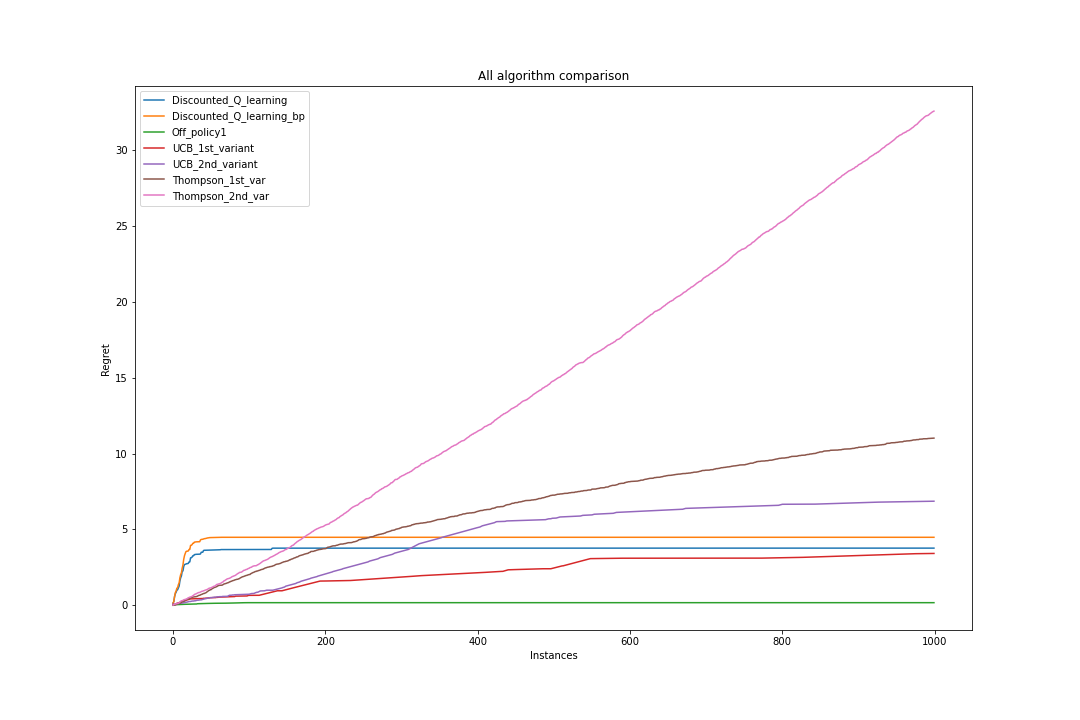 All algorithm comparison
Discounted_Q_learning
Discounted_Q_learning_bp
Off_policy1
UCB_1st_variant
UCB_2nd_variant
Thompson_1st_var
Thompson_2nd_var
Regret
30
25
20
15
10
5
0
0 200 400 600 800 1000
Instances